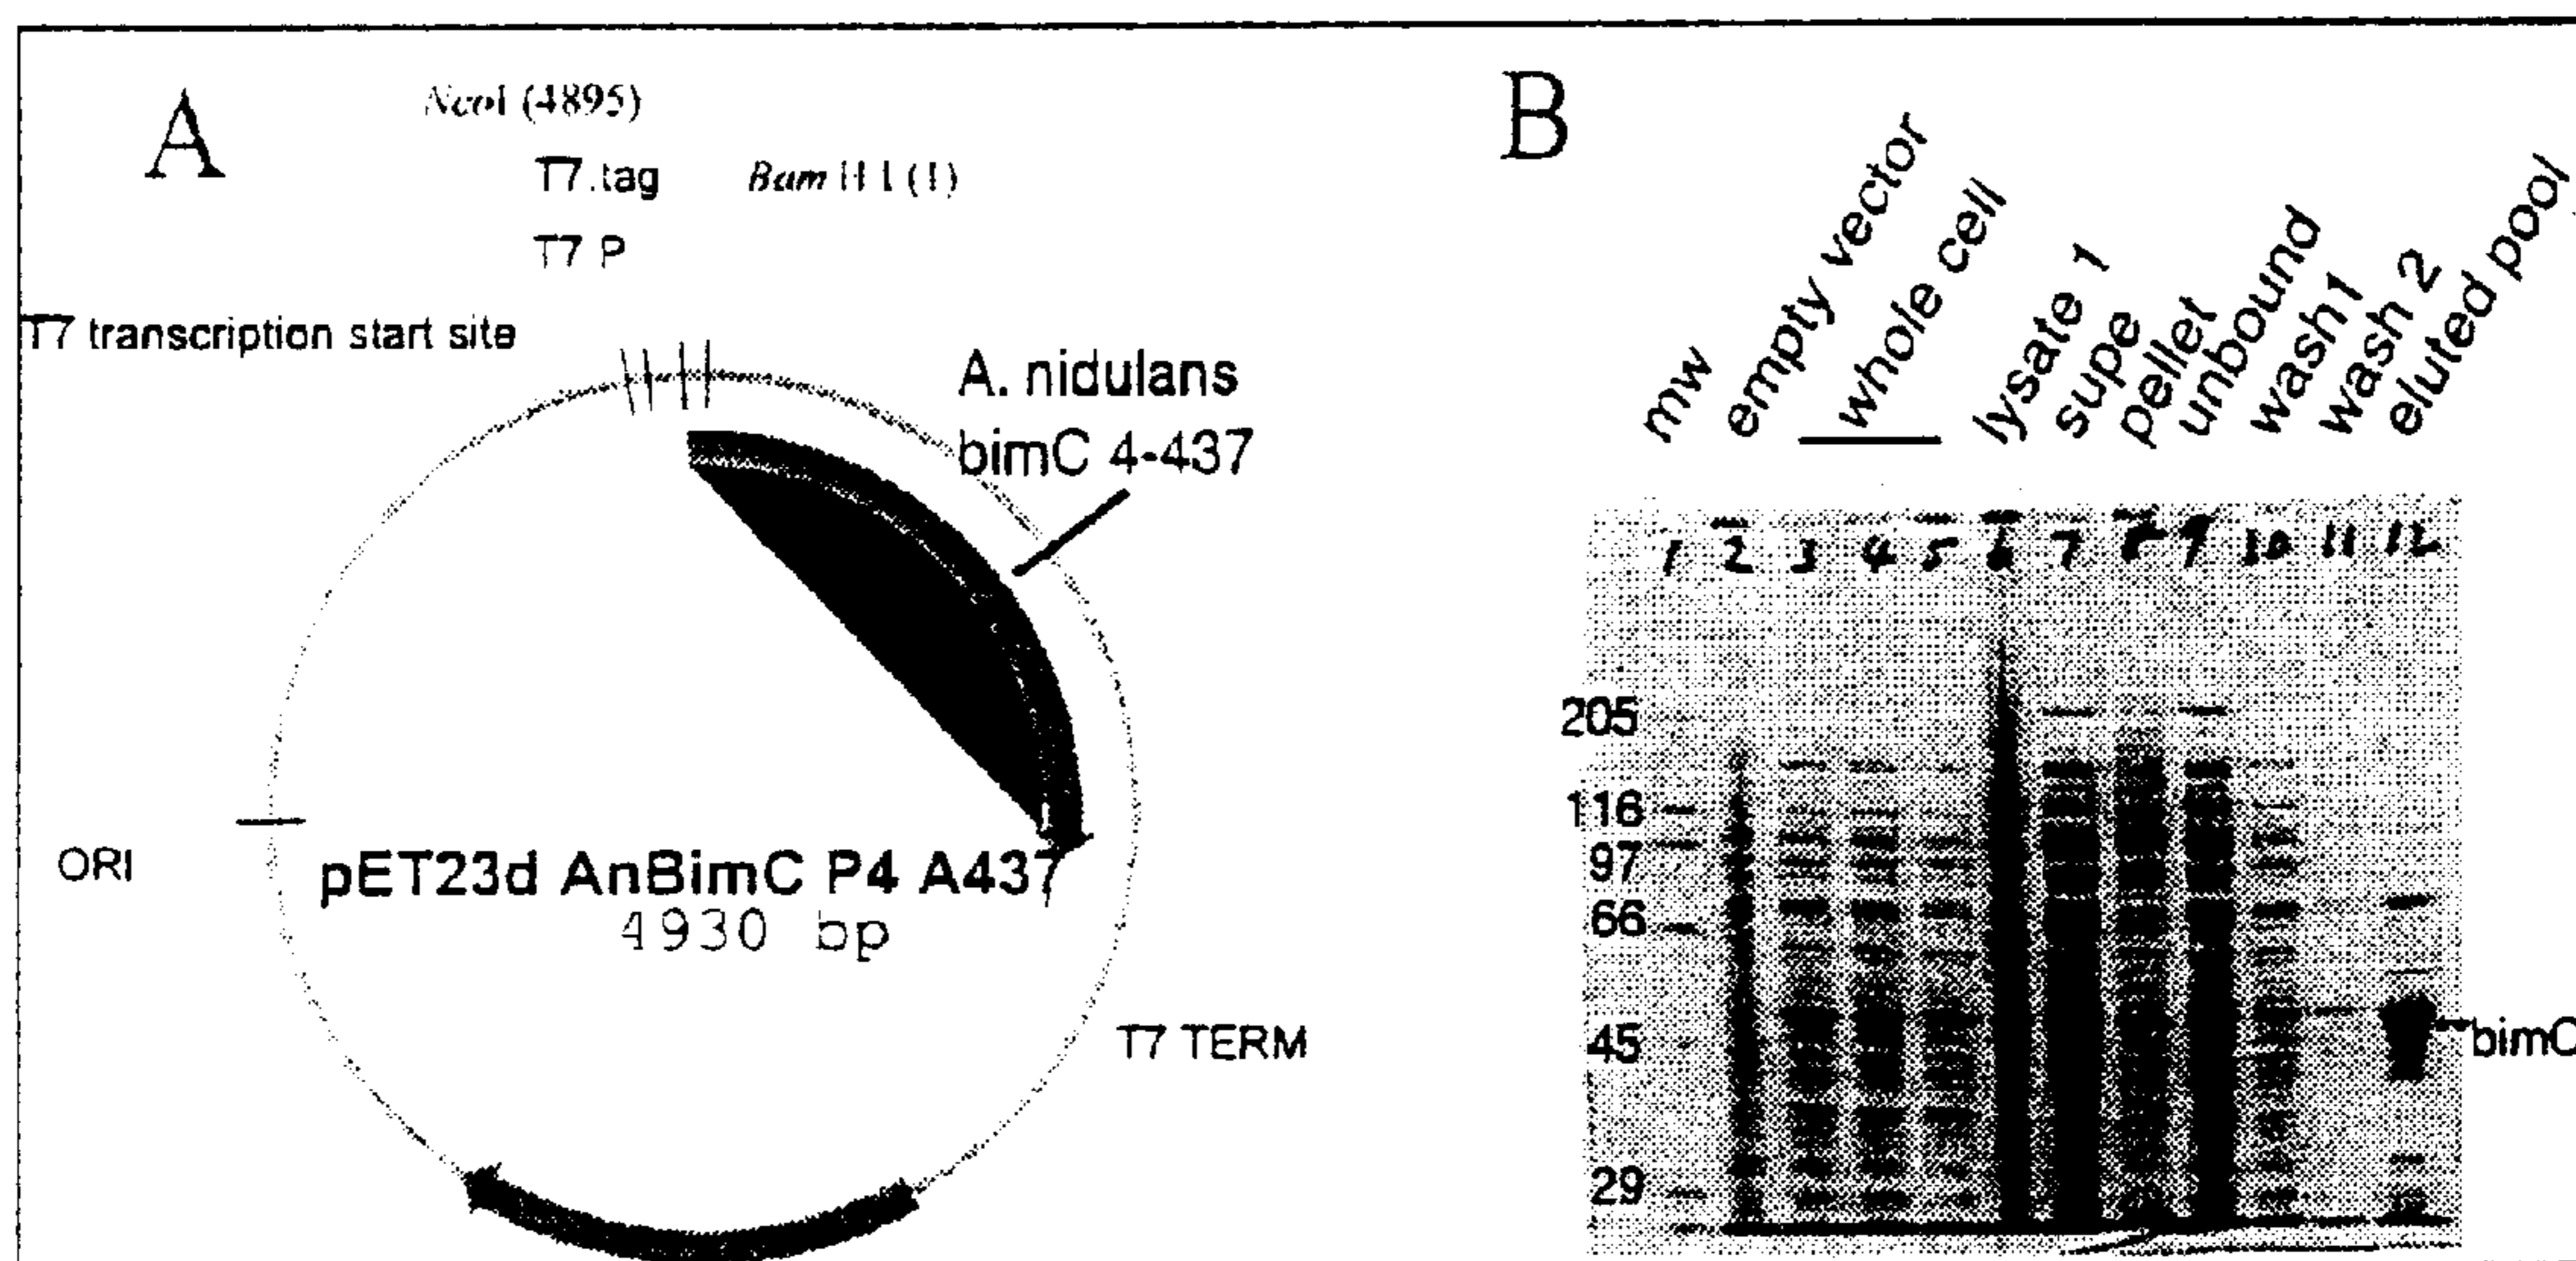 A
NcoI (4895)
T7.tag
BamH I (1)
T7 P
T7 transcription start site
A. nidulans
bimC 4-437
ORI
pET23d AnBimC P4 A437
4930 bp
T7 TERM
B
mw
empty vector
whole cell
lysate 1
supe
pellet
unbound
wash1
wash 2
eluted pool
1 2 3 4 5 6 7 8 9 10 11 12
205
116
97
66
45
29
bimC